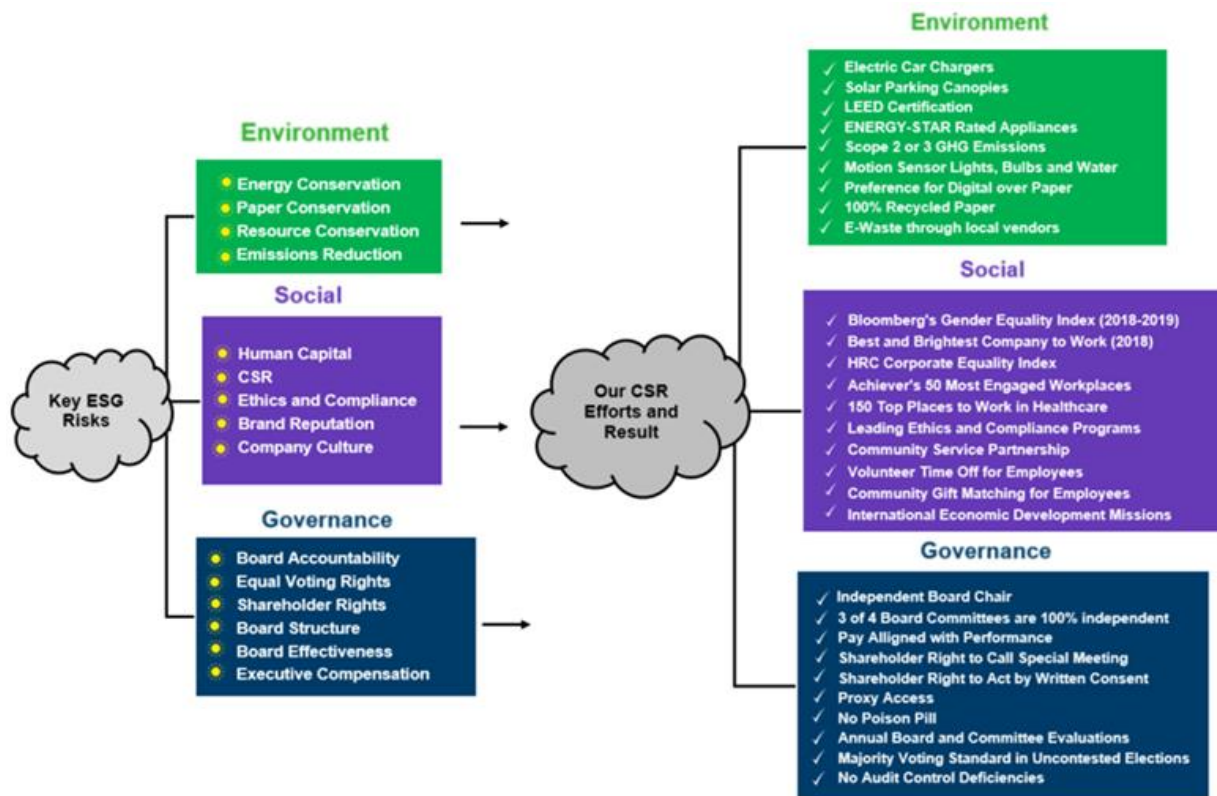 Key ESG
Risks
Environment
Energy Conservation
Paper Conservation
Resource Conservation
Emissions Reduction
Social
Human Capital
CSR
Ethics and Compliance
Brand Reputation
Company Culture
Governance
Board Accountability
Equal Voting Rights
Shareholder Rights
Board Structure
Board Effectiveness
Executive Compensation
Our CSR
Efforts and
Result
Environment
Electric Car Chargers
Solar Parking Canopies
LEED Certification
ENERGY-STAR Rated Appliances
Scope 2 or 3 GHG Emissions
Motion Sensor Lights, Bulbs and Water
Preference for Digital over Paper
100% Recycled Paper
E-Waste through local vendors
Social
Bloomberg's Gender Equality Index (2018-2019)
Best and Brightest Company to Work (2018)
HRC Corporate Equality Index
Achiever's 50 Most Engaged Workplaces
150 Top Places to Work in Healthcare
Leading Ethics and Compliance Programs
Community Service Partnership
Volunteer Time Off for Employees
Community Gift Matching for Employees
International Economic Development Missions
Governance
Independent Board Chair
3 of 4 Board Committees are 100% independent
Pay Alligned with Performance
Shareholder Right to Call Special Meeting
Shareholder Right to Act by Written Consent
Proxy Access
No Poison Pill
Annual Board and Committee Evaluations
Majority Voting Standard in Uncontested Elections
No Audit Control Deficiencies